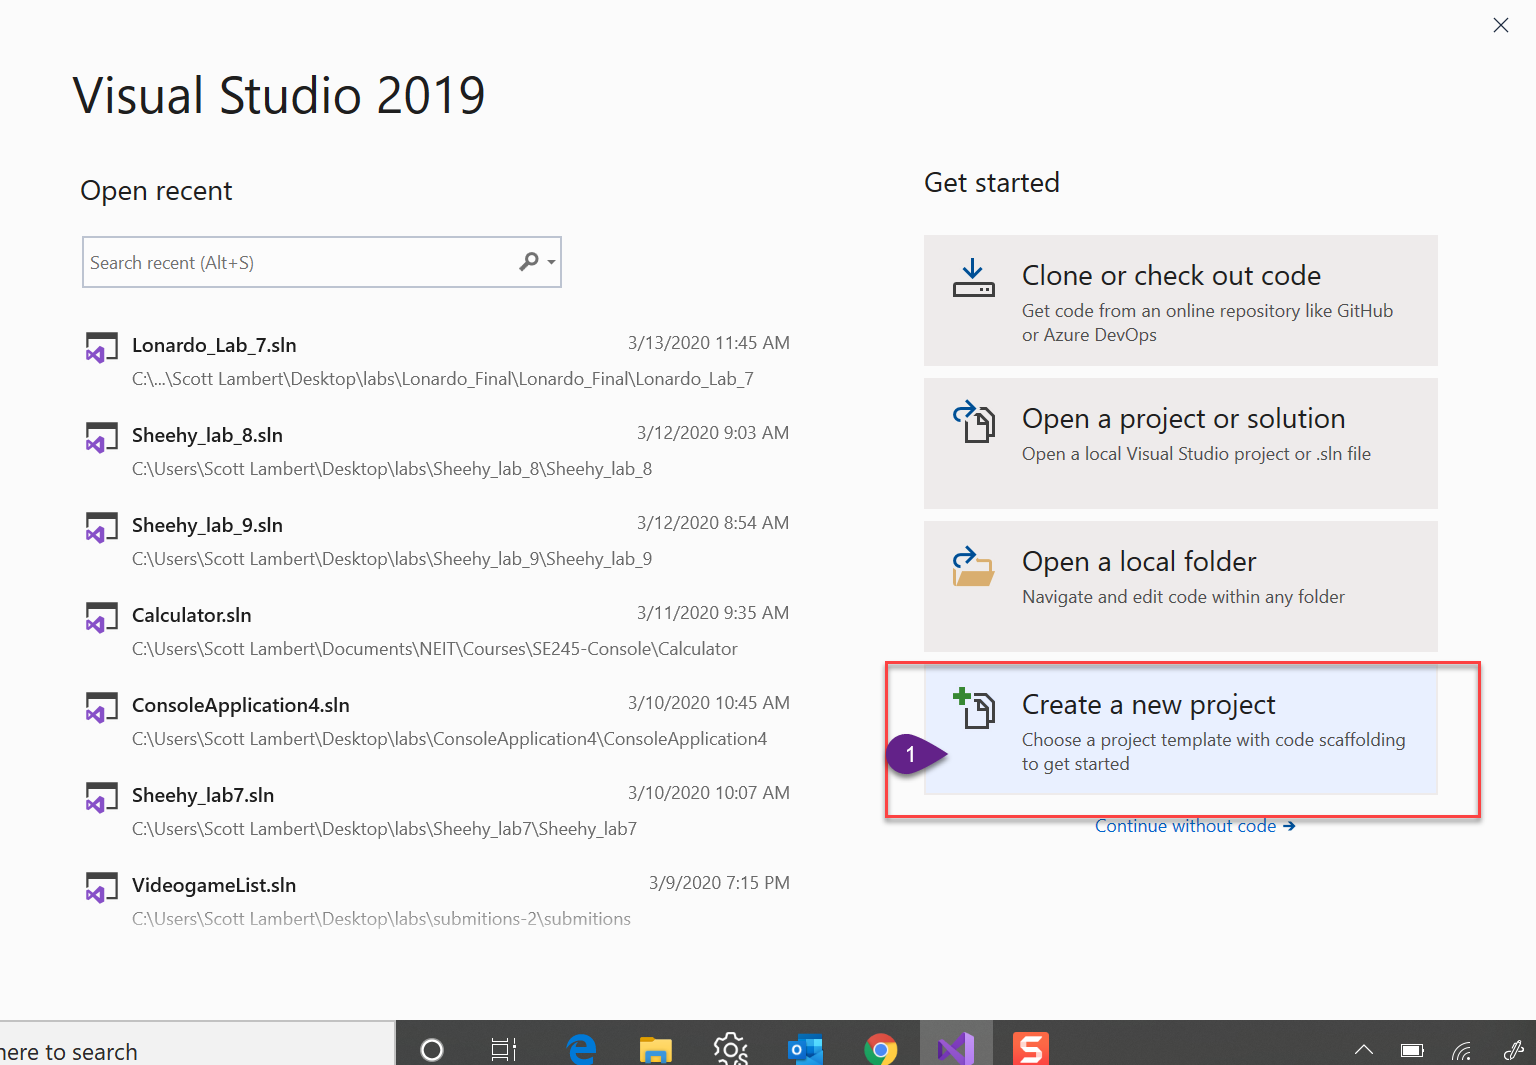 Visual Studio 2019
Open recent
Search recent (Alt+S)
Lonardo_Lab_7.sln 3/13/2020 11:45 AM
C:\...\Scott Lambert\Desktop\labs\Lonardo_Final\Lonardo_Final\Lonardo_Lab_7
Sheehy_lab_8.sln 3/12/2020 9:03 AM
C:\Users\Scott Lambert\Desktop\labs\Sheehy_lab_8\Sheehy_lab_8
Sheehy_lab_9.sln 3/12/2020 8:54 AM
C:\Users\Scott Lambert\Desktop\labs\Sheehy_lab_9\Sheehy_lab_9
Calculator.sln 3/11/2020 9:35 AM
C:\Users\Scott Lambert\Documents\NEIT\Courses\SE245-Console\Calculator
ConsoleApplication4.sln 3/10/2020 10:45 AM
C:\Users\Scott Lambert\Desktop\labs\ConsoleApplication4\ConsoleApplication4
Sheehy_lab7.sln 3/10/2020 10:07 AM
C:\Users\Scott Lambert\Desktop\labs\Sheehy_lab7\Sheehy_lab7
VideogameList.sln 3/9/2020 7:15 PM
C:\Users\Scott Lambert\Desktop\labs\submitions-2\submitions
Get started
Clone or check out code
Get code from an online repository like GitHub
or Azure DevOps
Open a project or solution
Open a local Visual Studio project or .sln file
Open a local folder
Navigate and edit code within any folder
Create a new project
Choose a project template with code scaffolding
to get started
1
Continue without code →
here to search